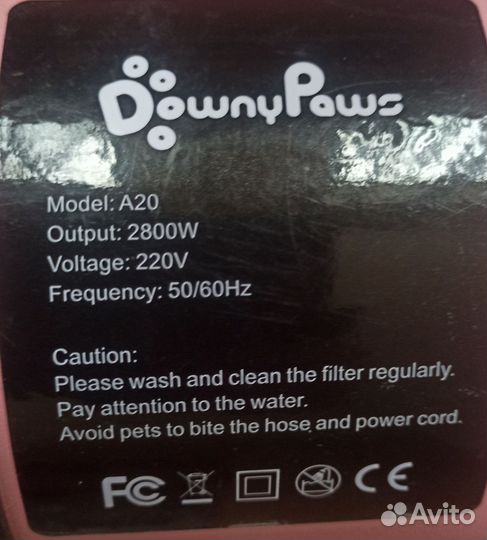 DownyPaws
Model: A20
Output: 2800W
Voltage: 220V
Frequency: 50/60Hz
Caution:
Please wash and clean the filter regularly.
Pay attention to the water.
Avoid pets to bite the hose and power cord.
FC CE
Avito